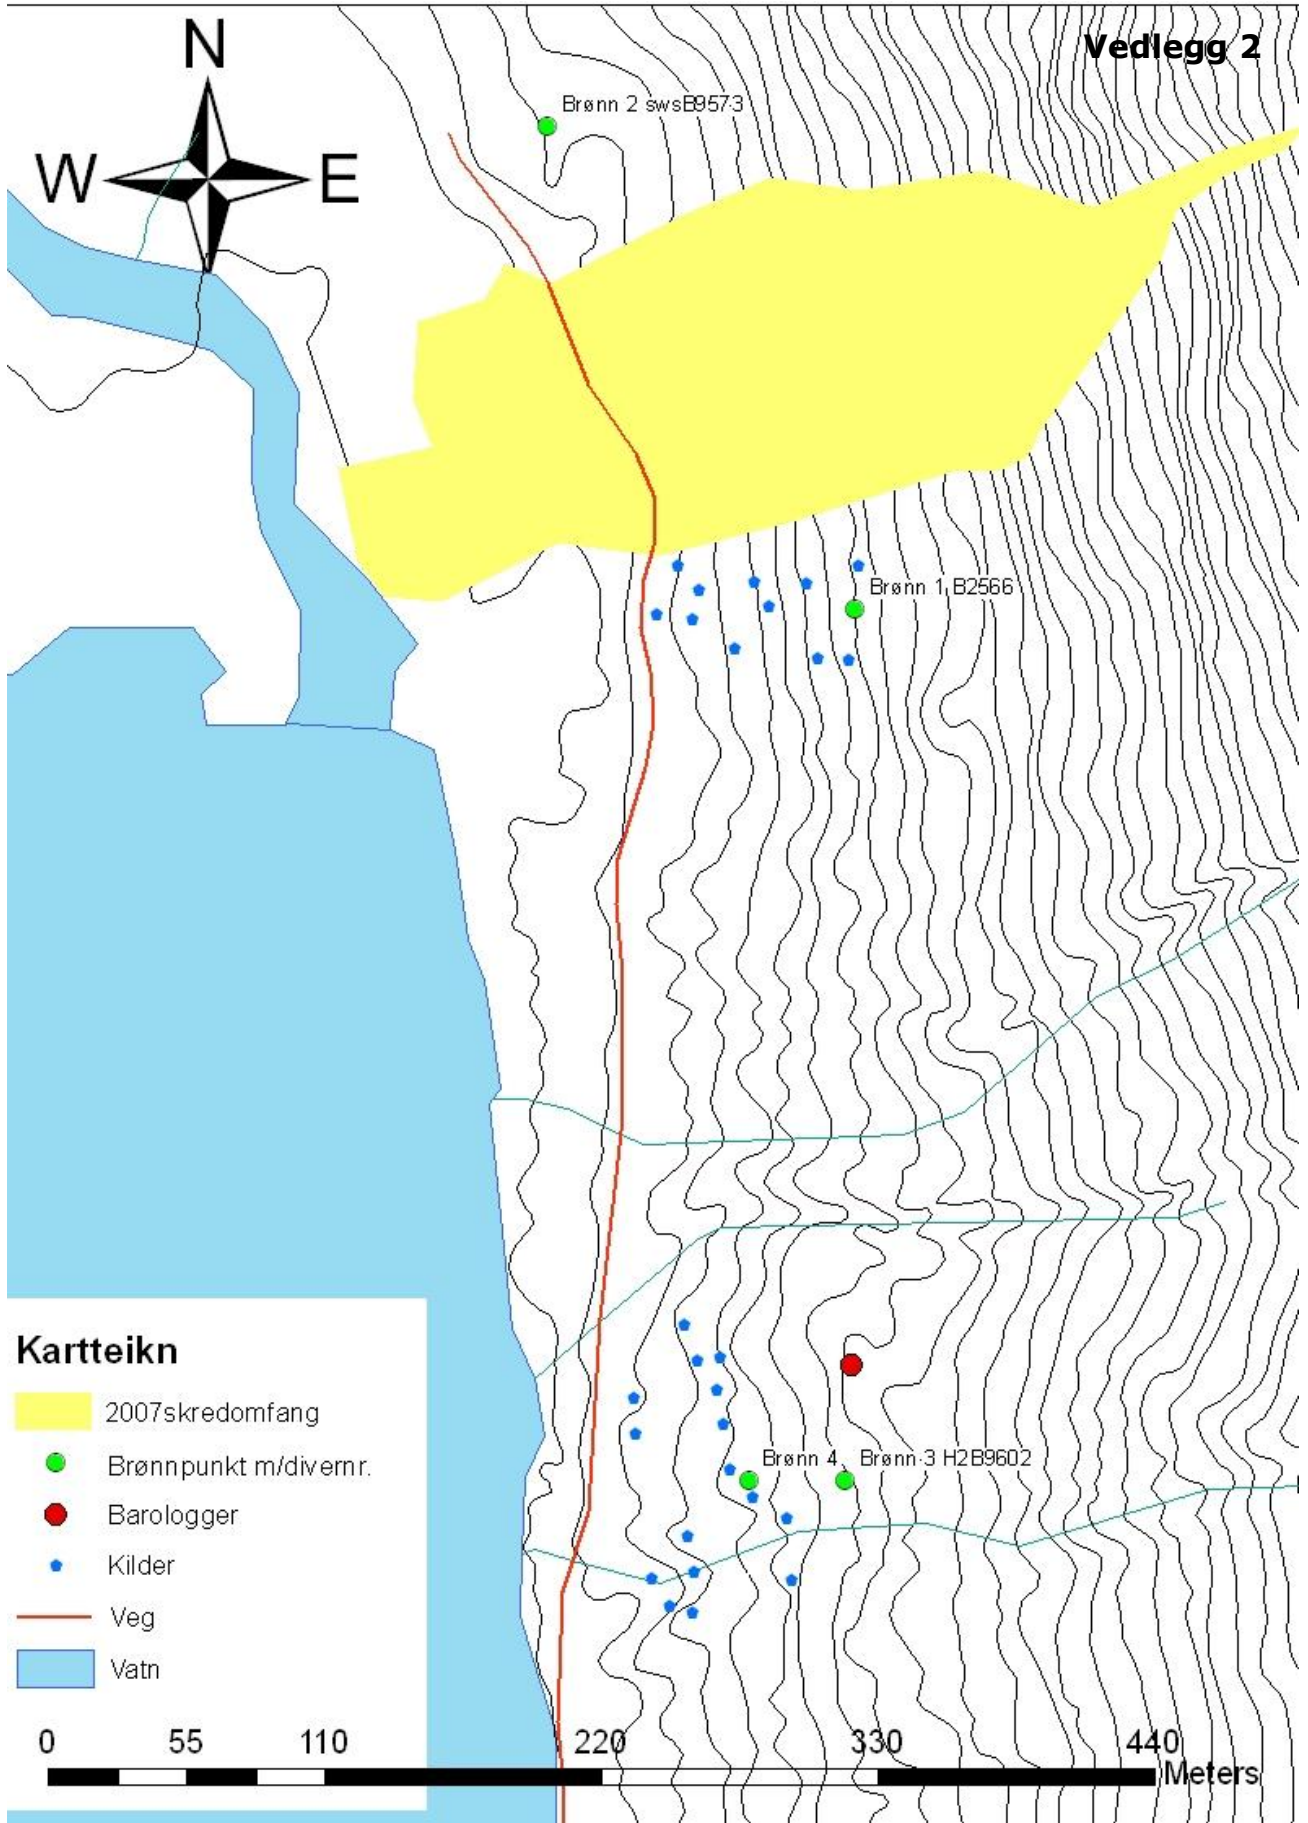 Vedlegg 2
N
W E
Brønn 2 swsB9573
Brønn 1, B2566
Brønn 4 Brønn 3 H2B9602
Kartteikn
2007skredomfang
Brønnpunkt m/divernr.
Barologger
Kilder
Veg
Vatn
0 55 110 220 330 440
Meters